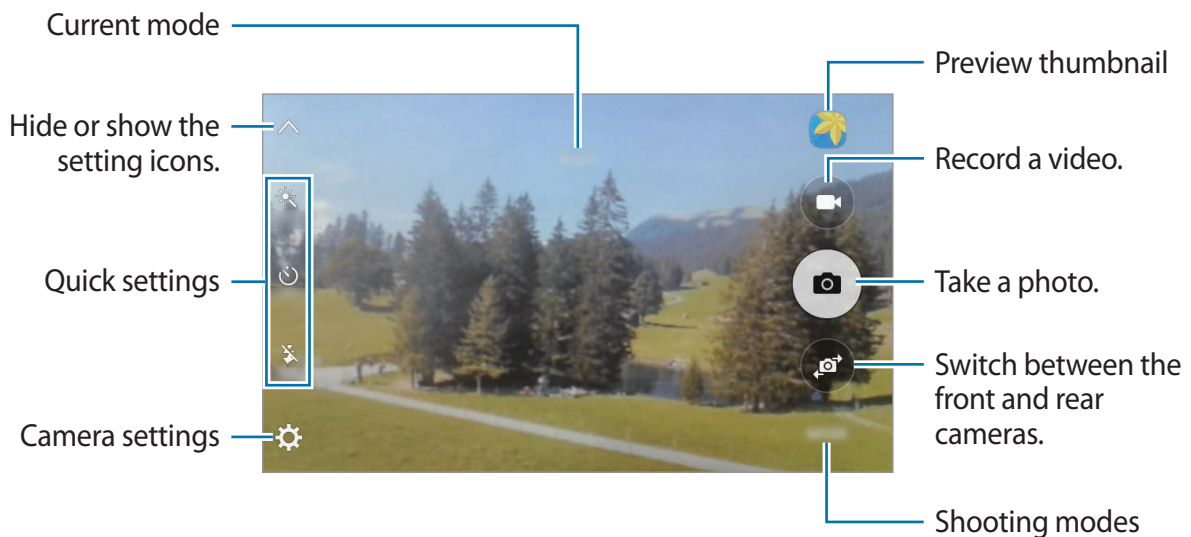 Current mode
Hide or show the
setting icons.
Quick settings
Camera settings
Preview thumbnail
Record a video.
Take a photo.
Switch between the
front and rear
cameras.
Shooting modes